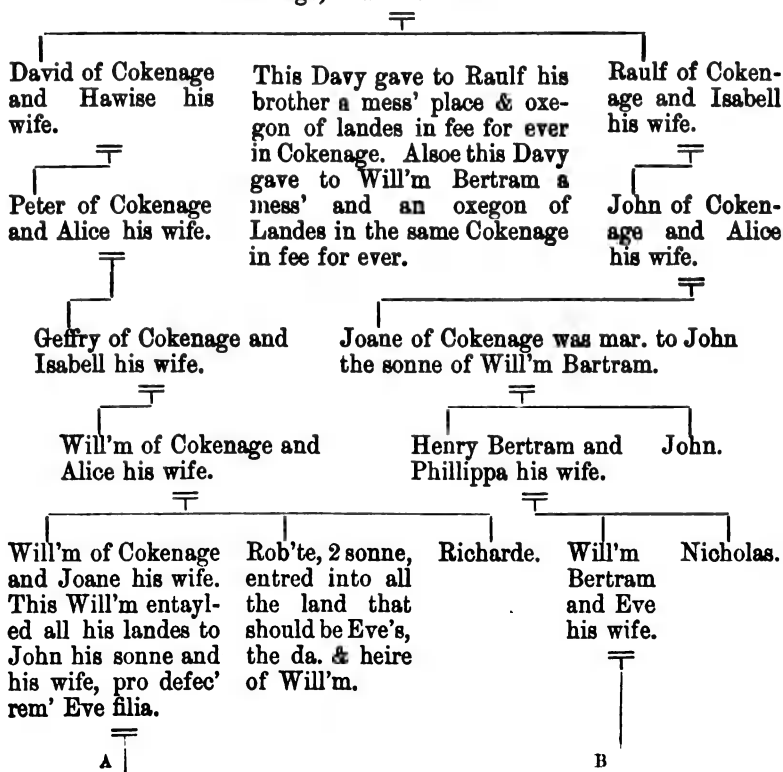 David of Cokenage
and Hawise his
wife.
This Davy gave to Raulf his
brother a mess' place & oxe-
gon of landes in fee for ever
in Cokenage. Alsoe this Davy
gave to Will'm Bertram a
mess' and an oxegon of
Landes in the same Cokenage
in fee for ever.
Raulf of Coken-
age and Isabell
his wife.
Peter of Cokenage
and Alice his wife.
John of Coken-
age and Alice
his wife.
Geffry of Cokenage and
Isabell his wife.
Joane of Cokenage was mar. to John
the sonne of Will'm Bartram.
Will'm of Cokenage and
Alice his wife.
Henry Bertram and
Phillippa his wife.
John.
Will'm of Cokenage
and Joane his wife.
This Will'm entayl-
ed all his landes to
John his sonne and
his wife, pro defec'
rem' Eve filia.
Rob'te, 2 sonne,
entred into all
the land that
should be Eve's,
the da. & heire
of Will'm.
Richarde.
Will'm
Bertram
and Eve
his wife.
Nicholas.
A
B